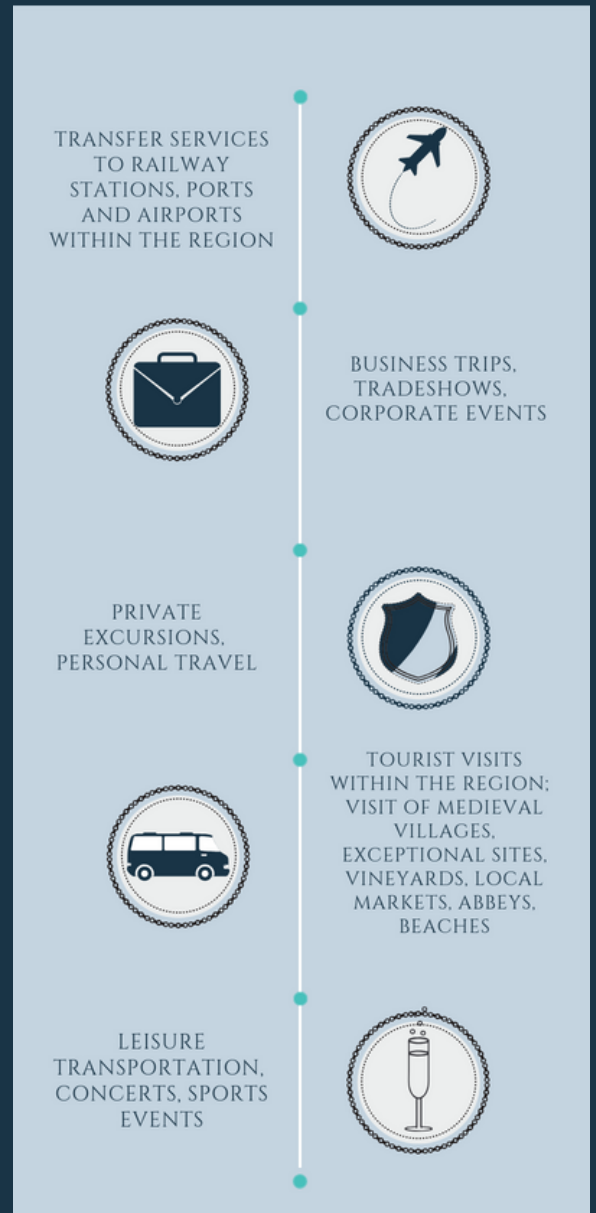 TRANSFER SERVICES
TO RAILWAY
STATIONS, PORTS
AND AIRPORTS
WITHIN THE REGION
BUSINESS TRIPS,
TRADESHOWS,
CORPORATE EVENTS
PRIVATE
EXCURSIONS,
PERSONAL TRAVEL
TOURIST VISITS
WITHIN THE REGION;
VISIT OF MEDIEVAL
VILLAGES,
EXCEPTIONAL SITES,
VINEYARDS, LOCAL
MARKETS, ABBEYS,
BEACHES
LEISURE
TRANSPORTATION,
CONCERTS, SPORTS
EVENTS